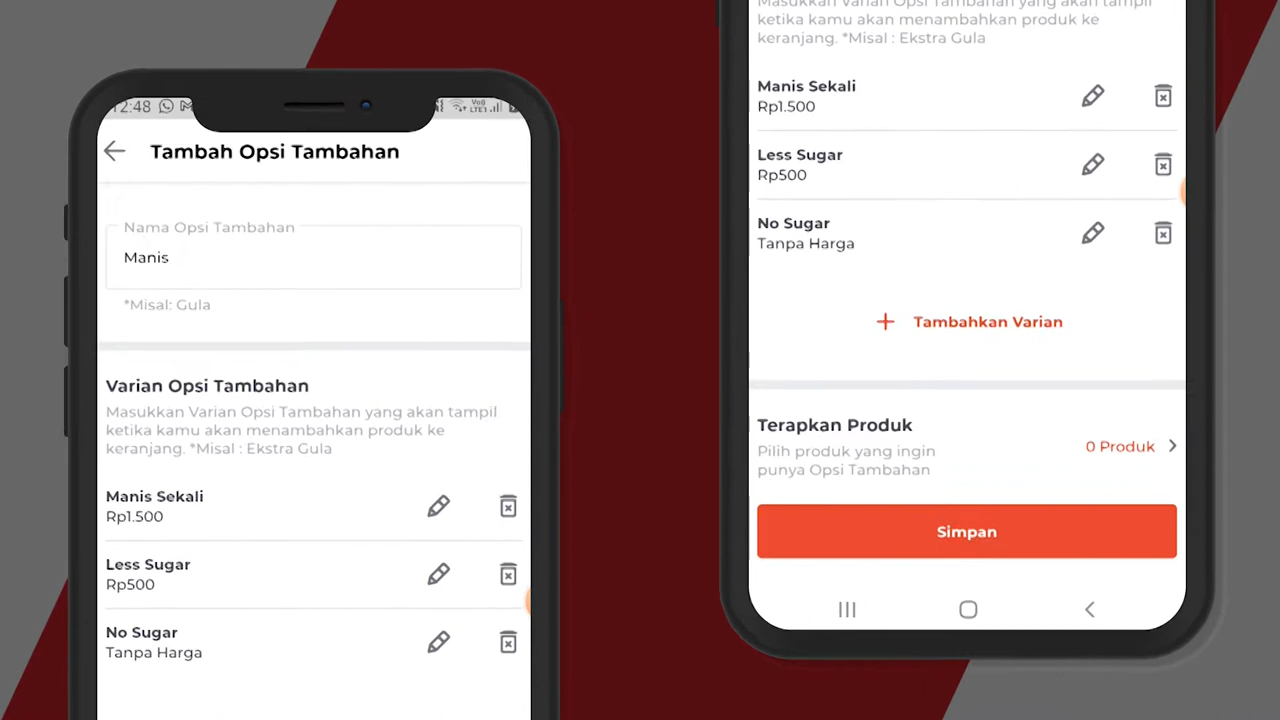 12:48
Tambah Opsi Tambahan
Nama Opsi Tambahan
Manis
*Misal: Gula
Varian Opsi Tambahan
Masukkan Varian Opsi Tambahan yang akan tampil
ketika kamu akan menambahkan produk ke
keranjang. *Misal : Ekstra Gula
Manis Sekali
Rp1.500
Less Sugar
Rp500
No Sugar
Tanpa Harga
Masukkan Varian Opsi Tambahan yang akan tampil
ketika kamu akan menambahkan produk ke
keranjang. *Misal : Ekstra Gula
Manis Sekali
Rp1.500
Less Sugar
Rp500
No Sugar
Tanpa Harga
+ Tambahkan Varian
Terapkan Produk
Pilih produk yang ingin
punya Opsi Tambahan
0 Produk
Simpan